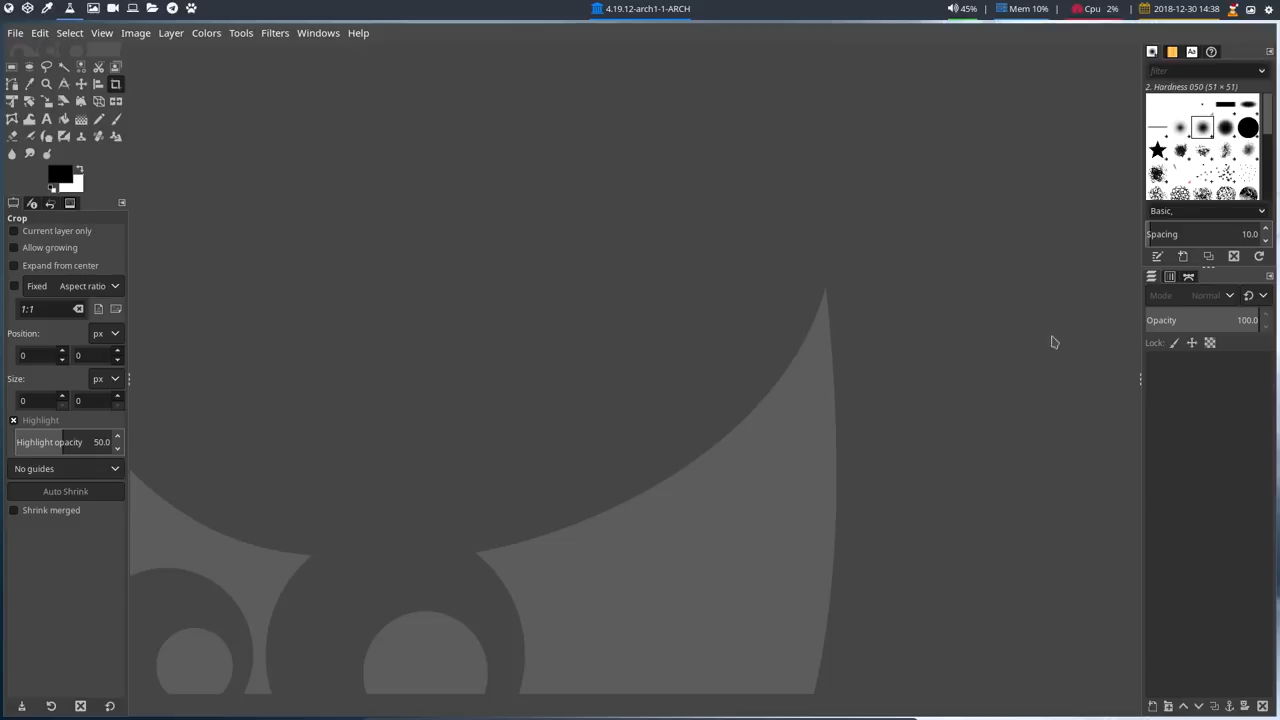 4.19.12-arch1-1-ARCH
45%
Mem 10%
Cpu 2%
2018-12-30 14:38
File Edit Select View Image Layer Colors Tools Filters Windows Help
filter
2. Hardness 050 (51 × 51)
Basic,
Spacing 10.0
Mode Normal
Opacity 100.0
Lock:
Crop
Current layer only
Allow growing
Expand from center
Fixed Aspect ratio
1:1
Position: px
0 0
Size: px
0 0
Highlight
Highlight opacity 50.0
No guides
Auto Shrink
Shrink merged